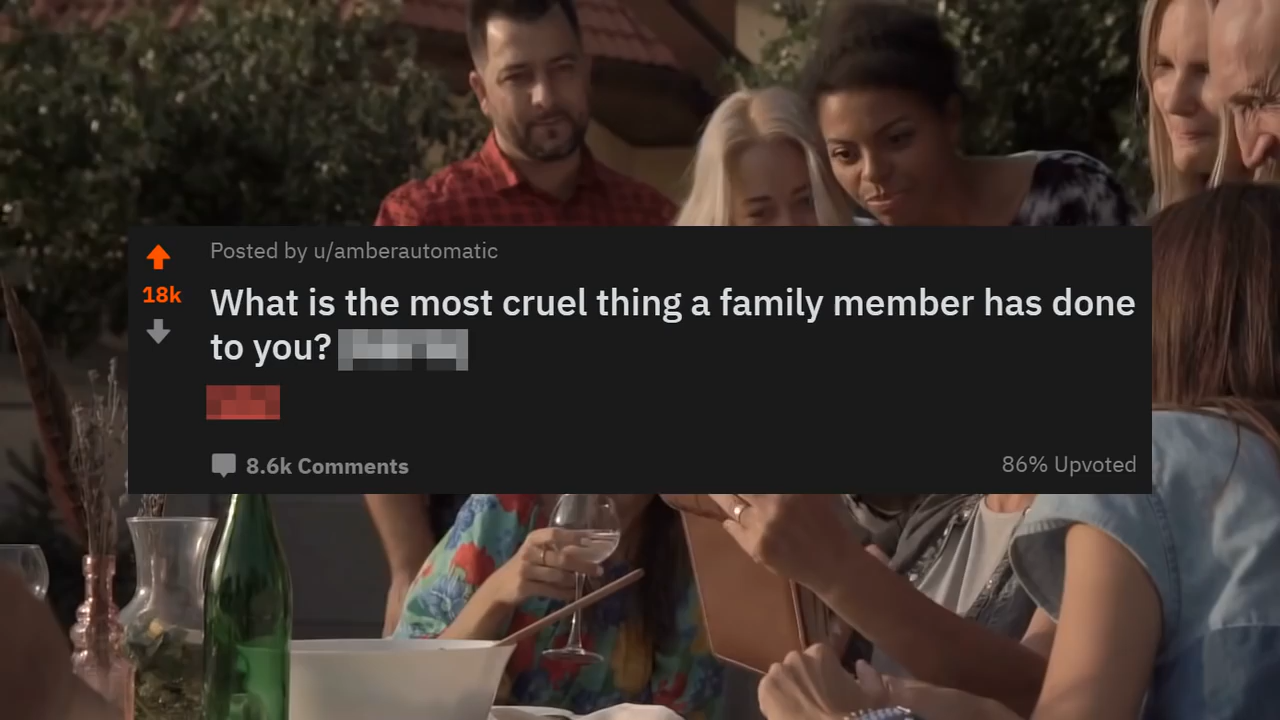 Posted by u/amberautomatic
18k
What is the most cruel thing a family member has done
to you?
8.6k Comments
86% Upvoted